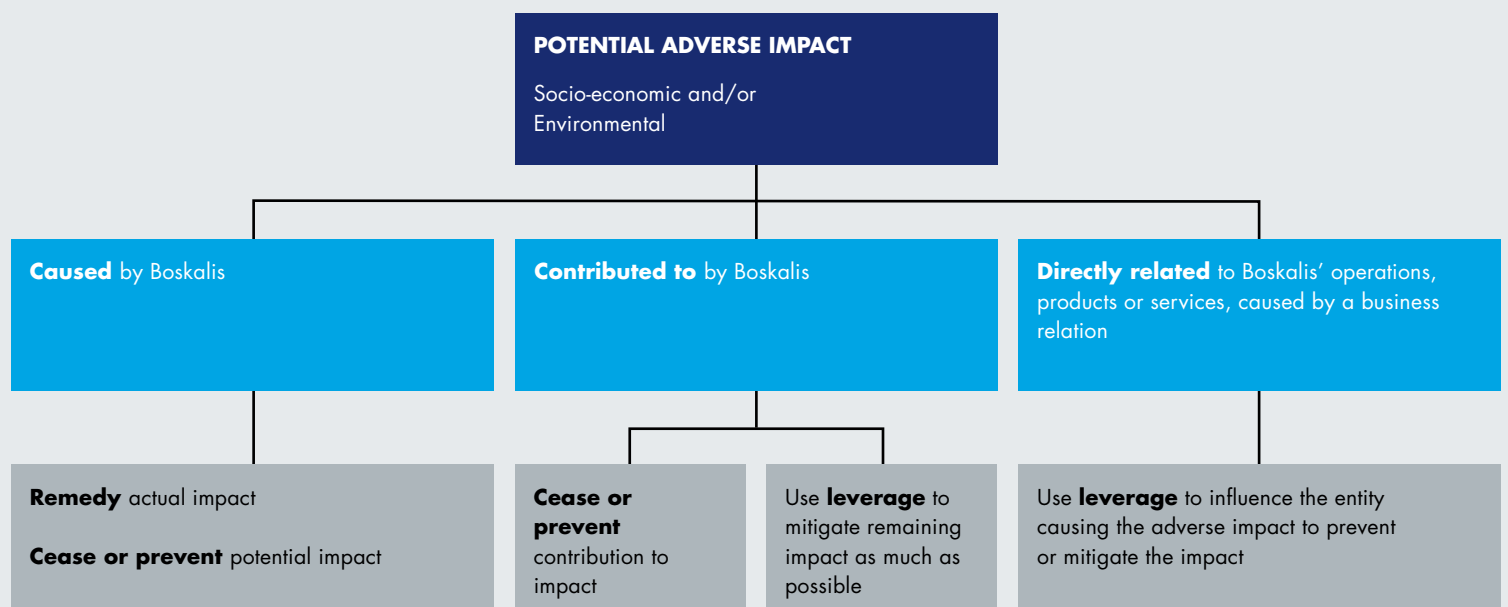 POTENTIAL ADVERSE IMPACT
Socio-economic and/or
Environmental
Caused by Boskalis
Contributed to by Boskalis
Directly related to Boskalis’ operations,
products or services, caused by a business
relation
Remedy actual impact
Cease or prevent potential impact
Cease or
prevent
contribution to
impact
Use leverage to
mitigate remaining
impact as much as
possible
Use leverage to influence the entity
causing the adverse impact to prevent
or mitigate the impact